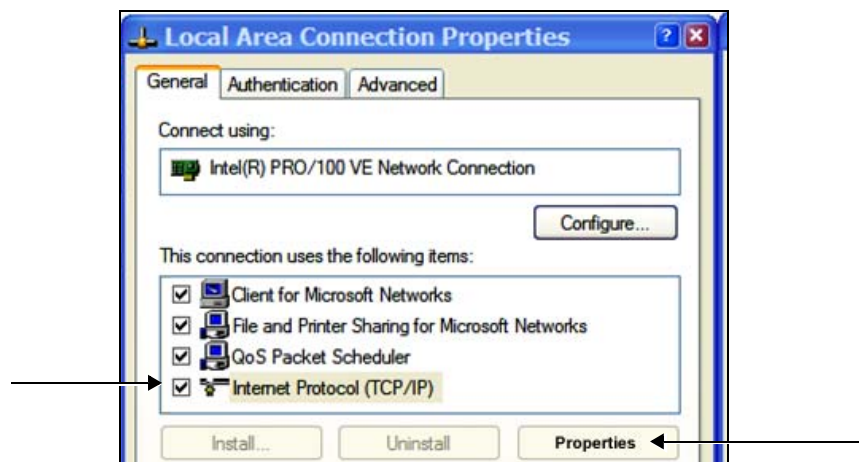 Local Area Connection Properties
General Authentication Advanced
Connect using:
Intel(R) PRO/100 VE Network Connection
Configure...
This connection uses the following items:
Client for Microsoft Networks
File and Printer Sharing for Microsoft Networks
QoS Packet Scheduler
Internet Protocol (TCP/IP)
Install... Uninstall Properties